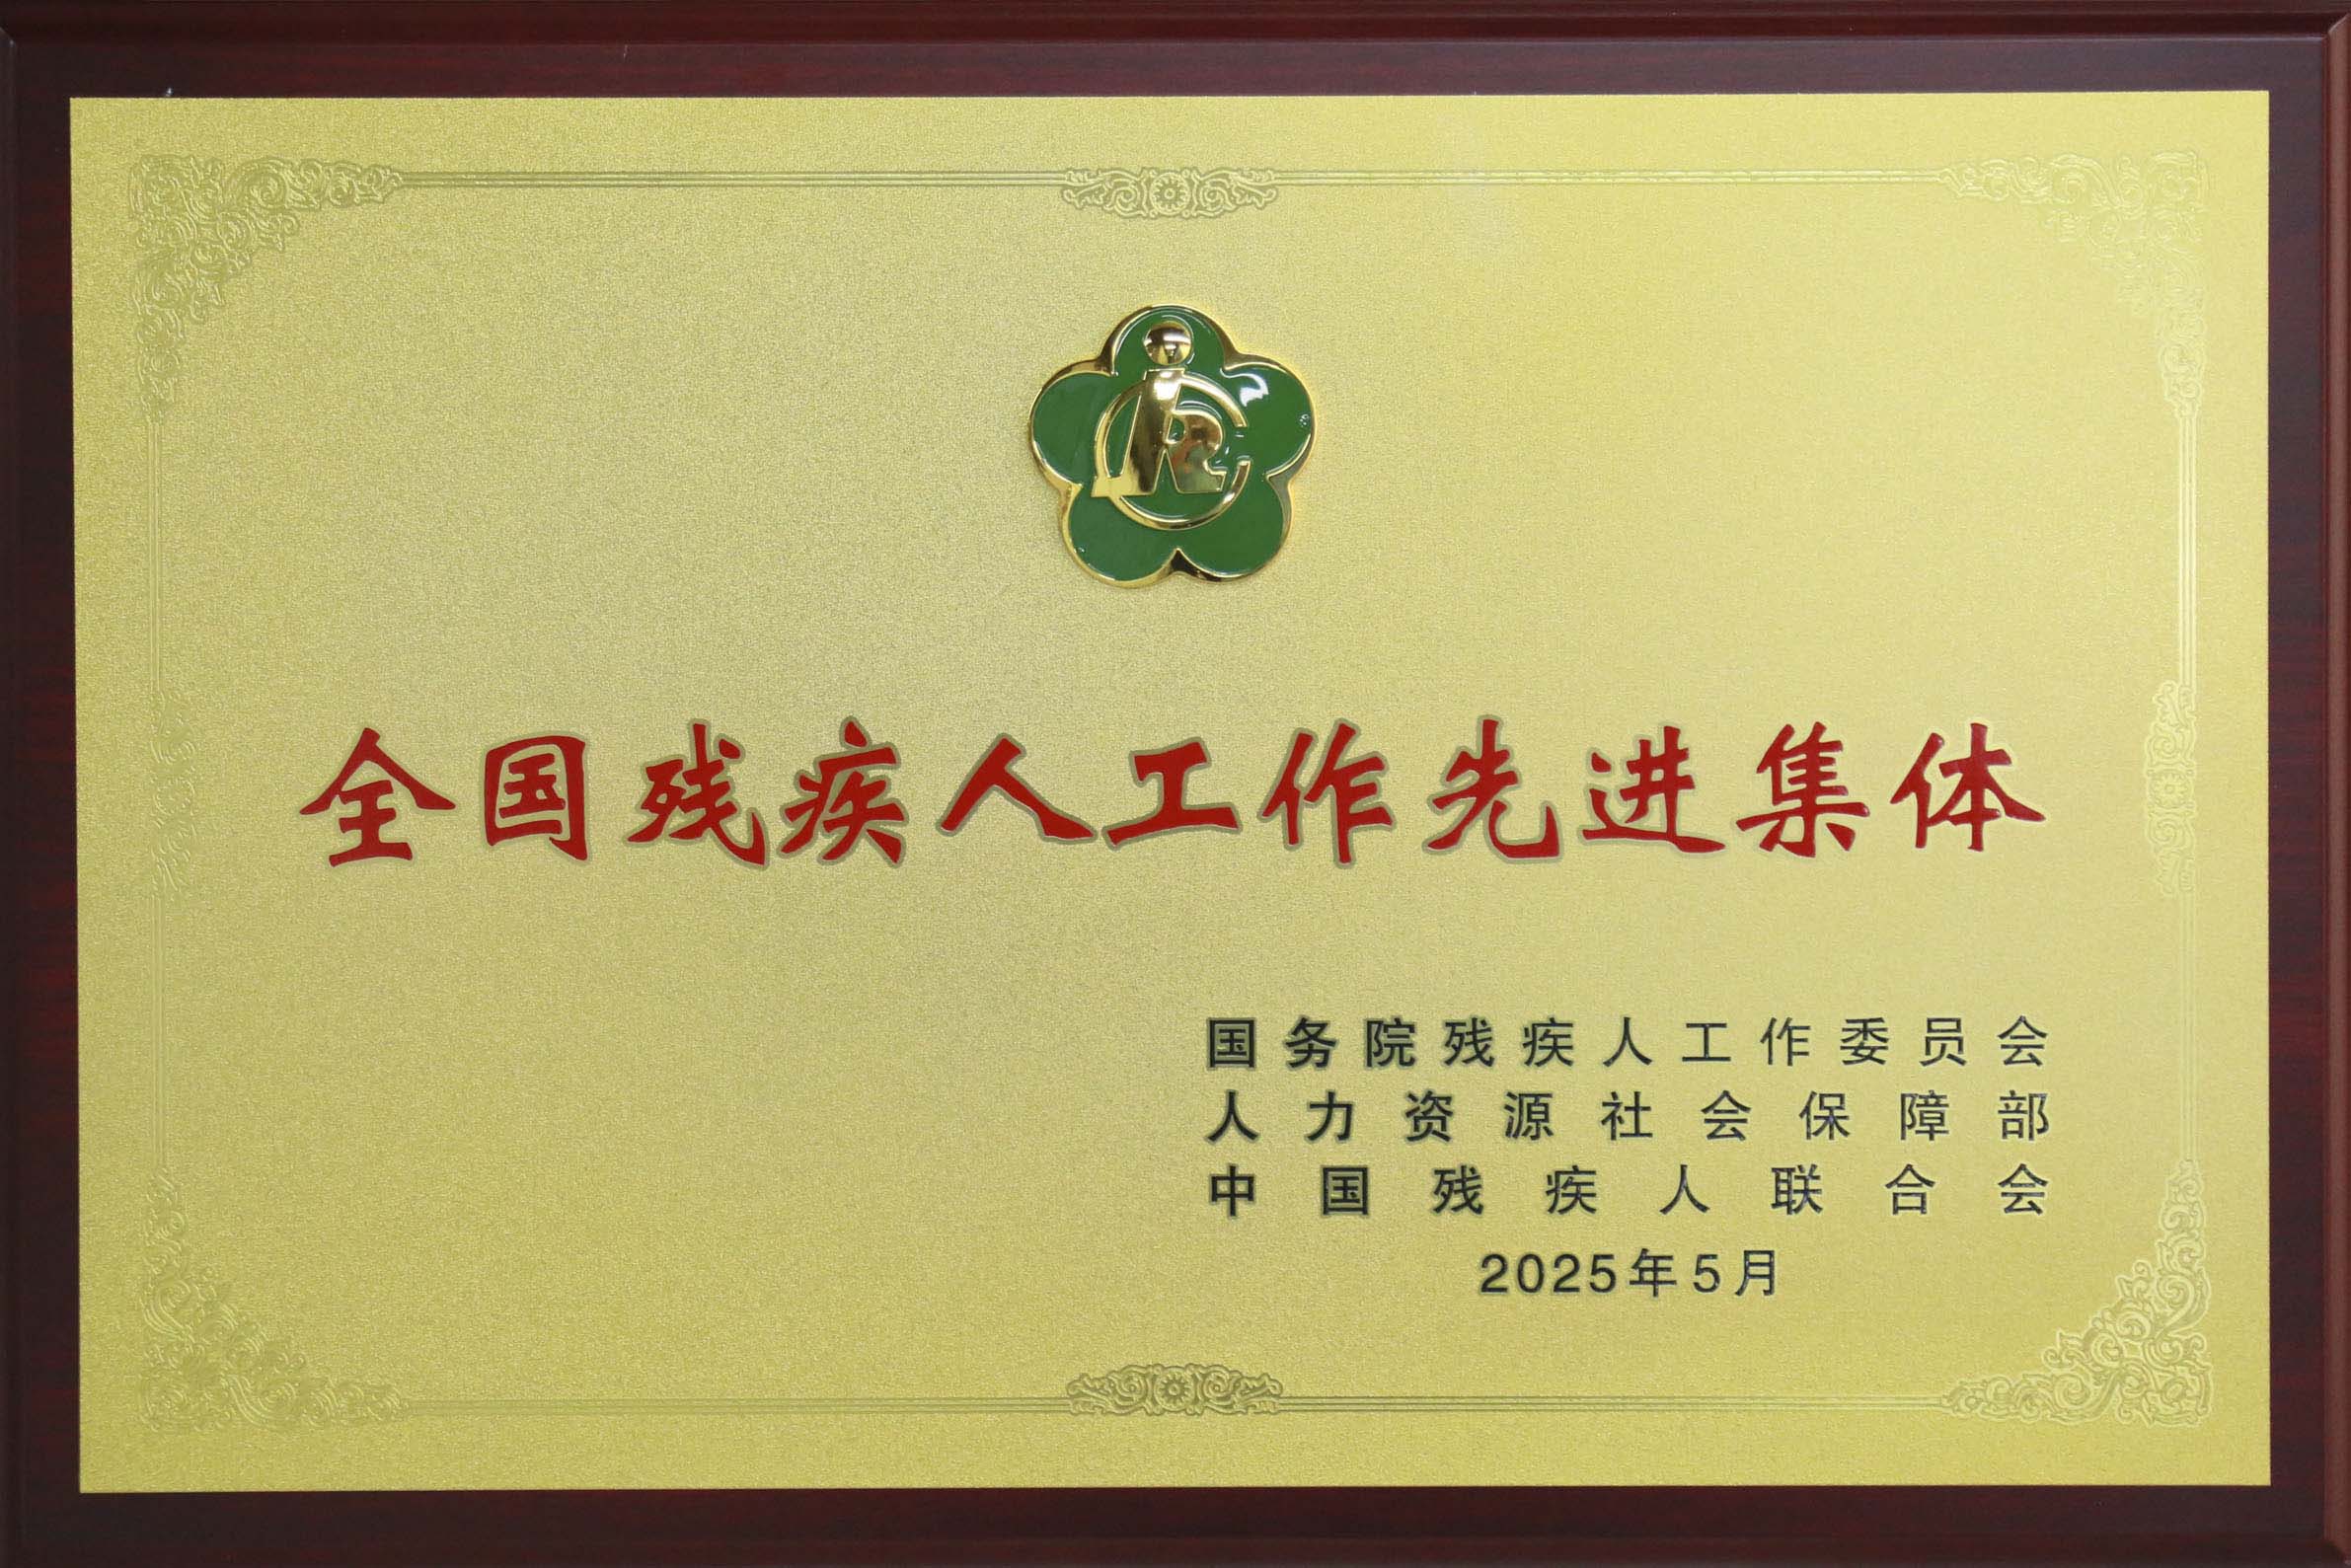 全国残疾人工作先进集体
国务院残疾人工作委员会
人力资源社会保障部
中国残疾人联合会
2025年5月